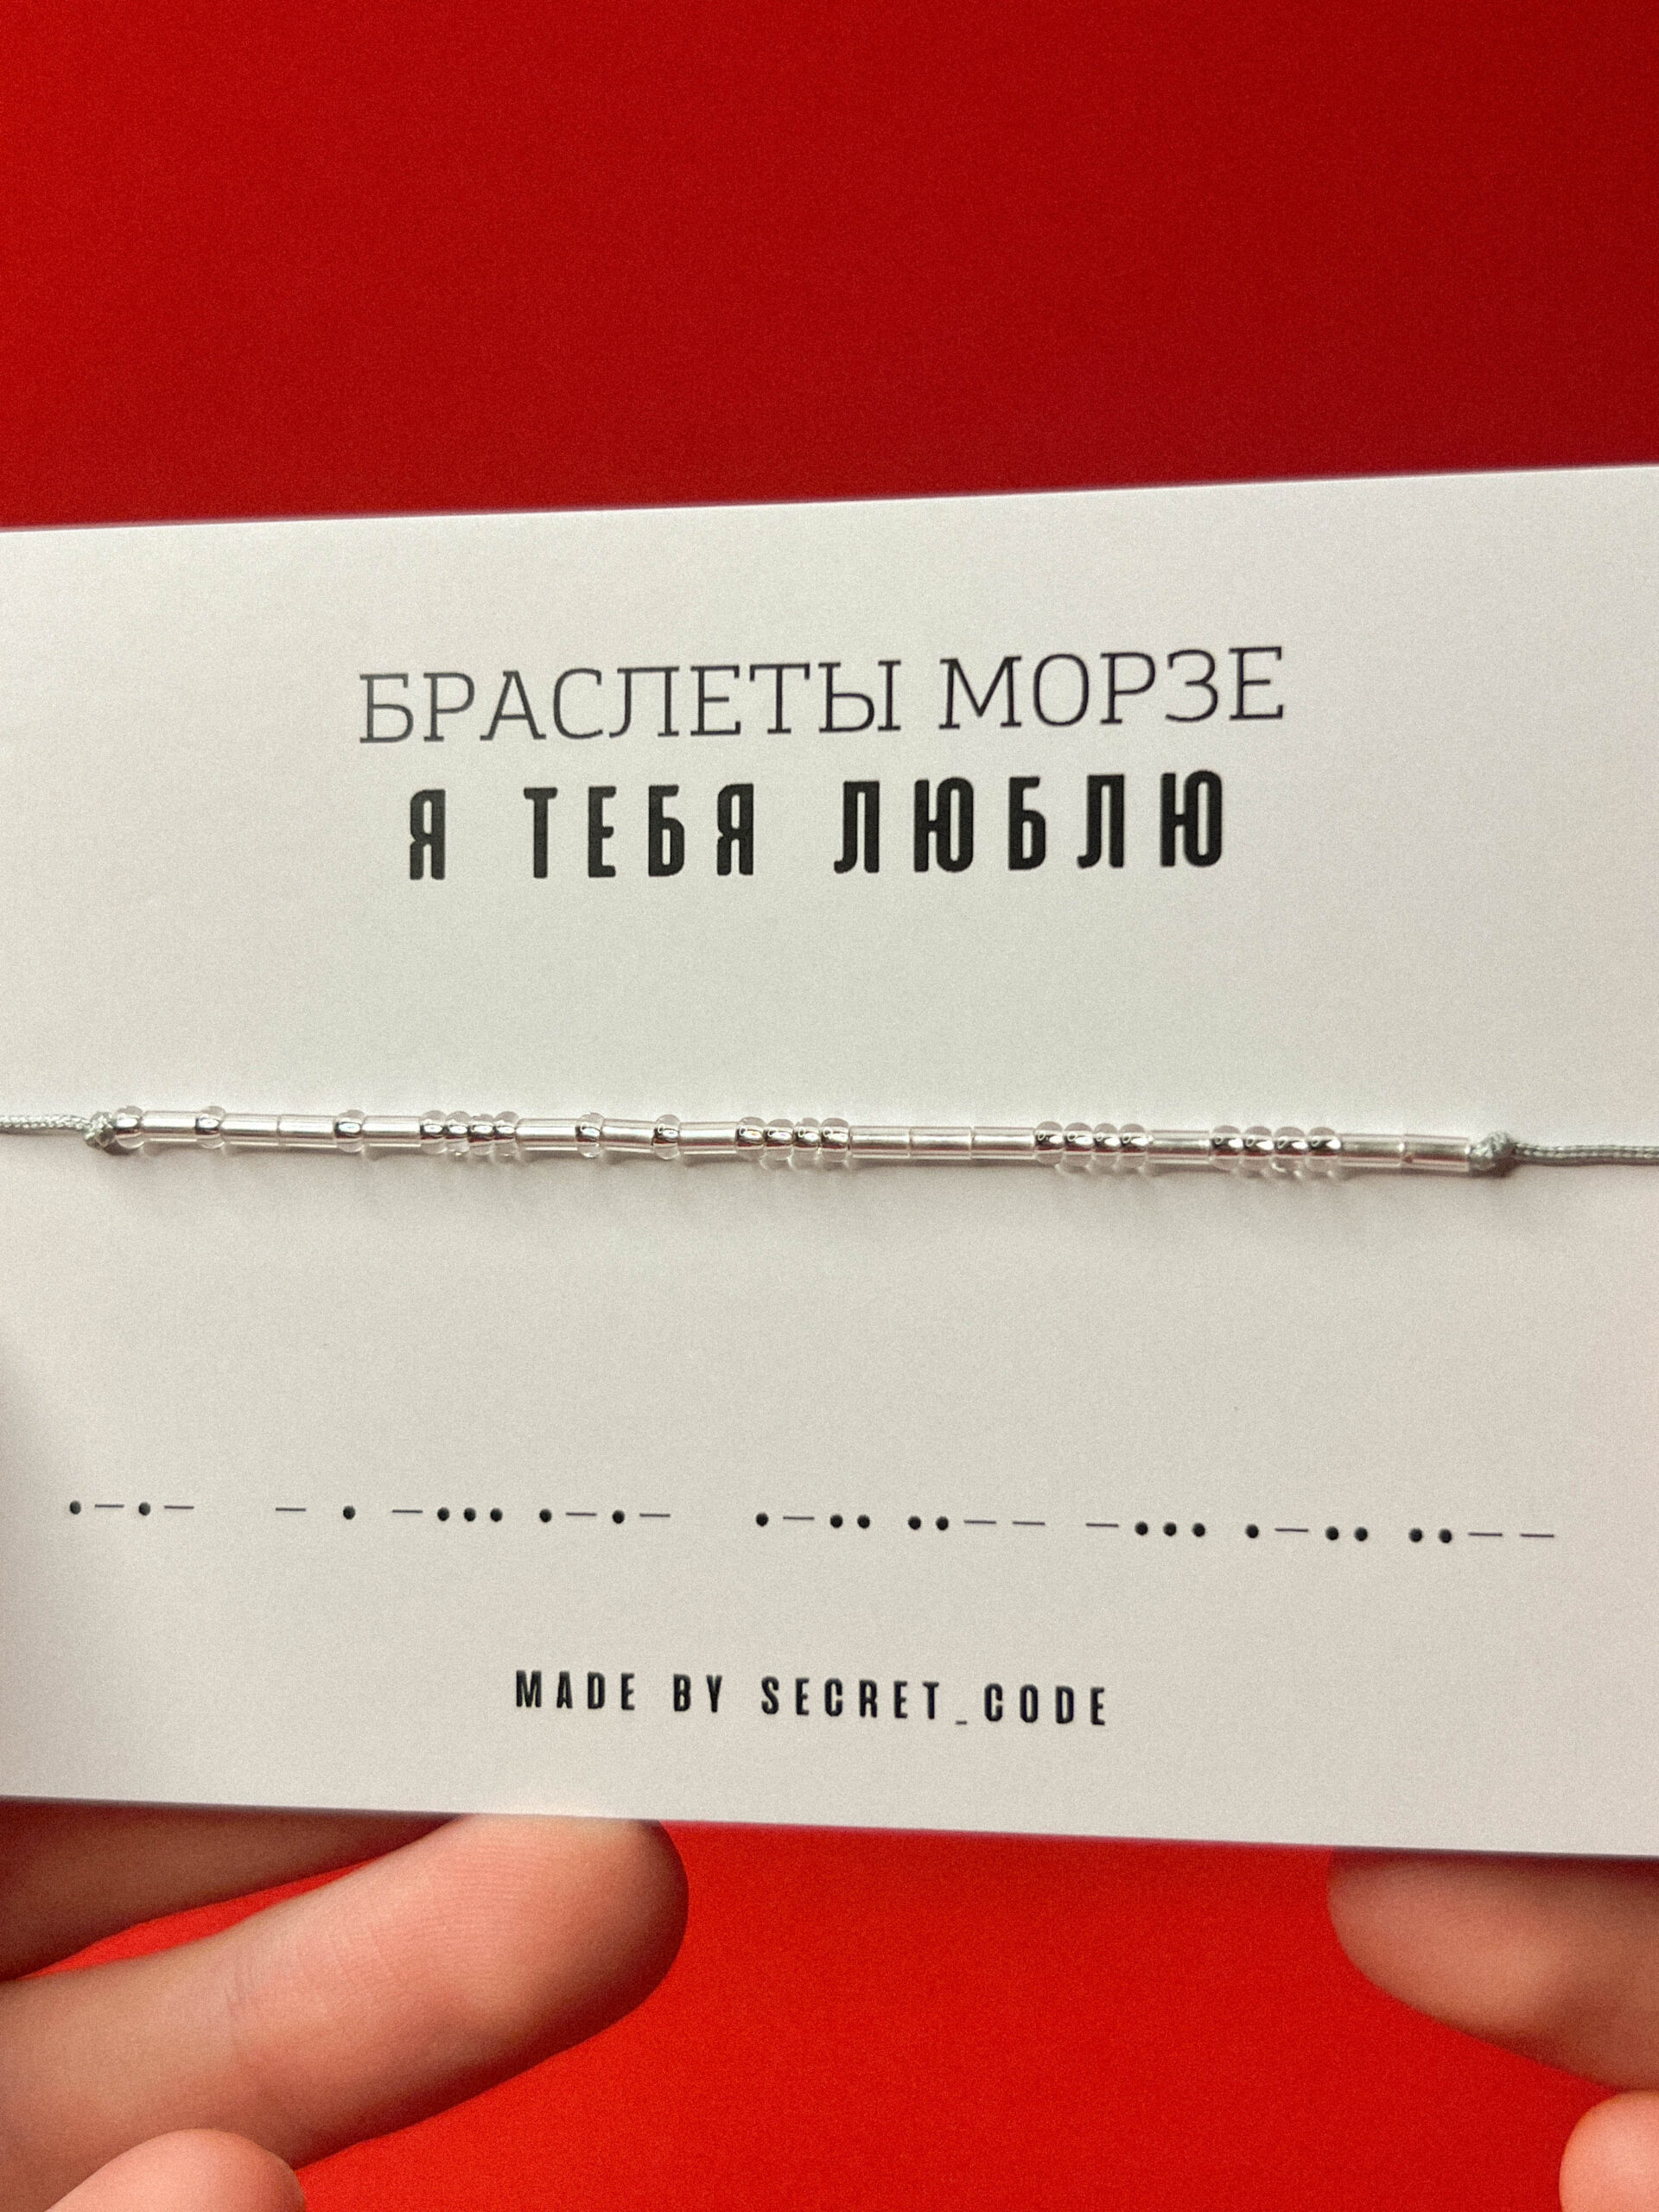 БРАСЛЕТЫ МОРЗЕ
Я ТЕБЯ ЛЮБЛЮ
•–•– – • –••• •–•– •–•• ••–– –••• •–•• ••––
MADE BY SECRET_CODE